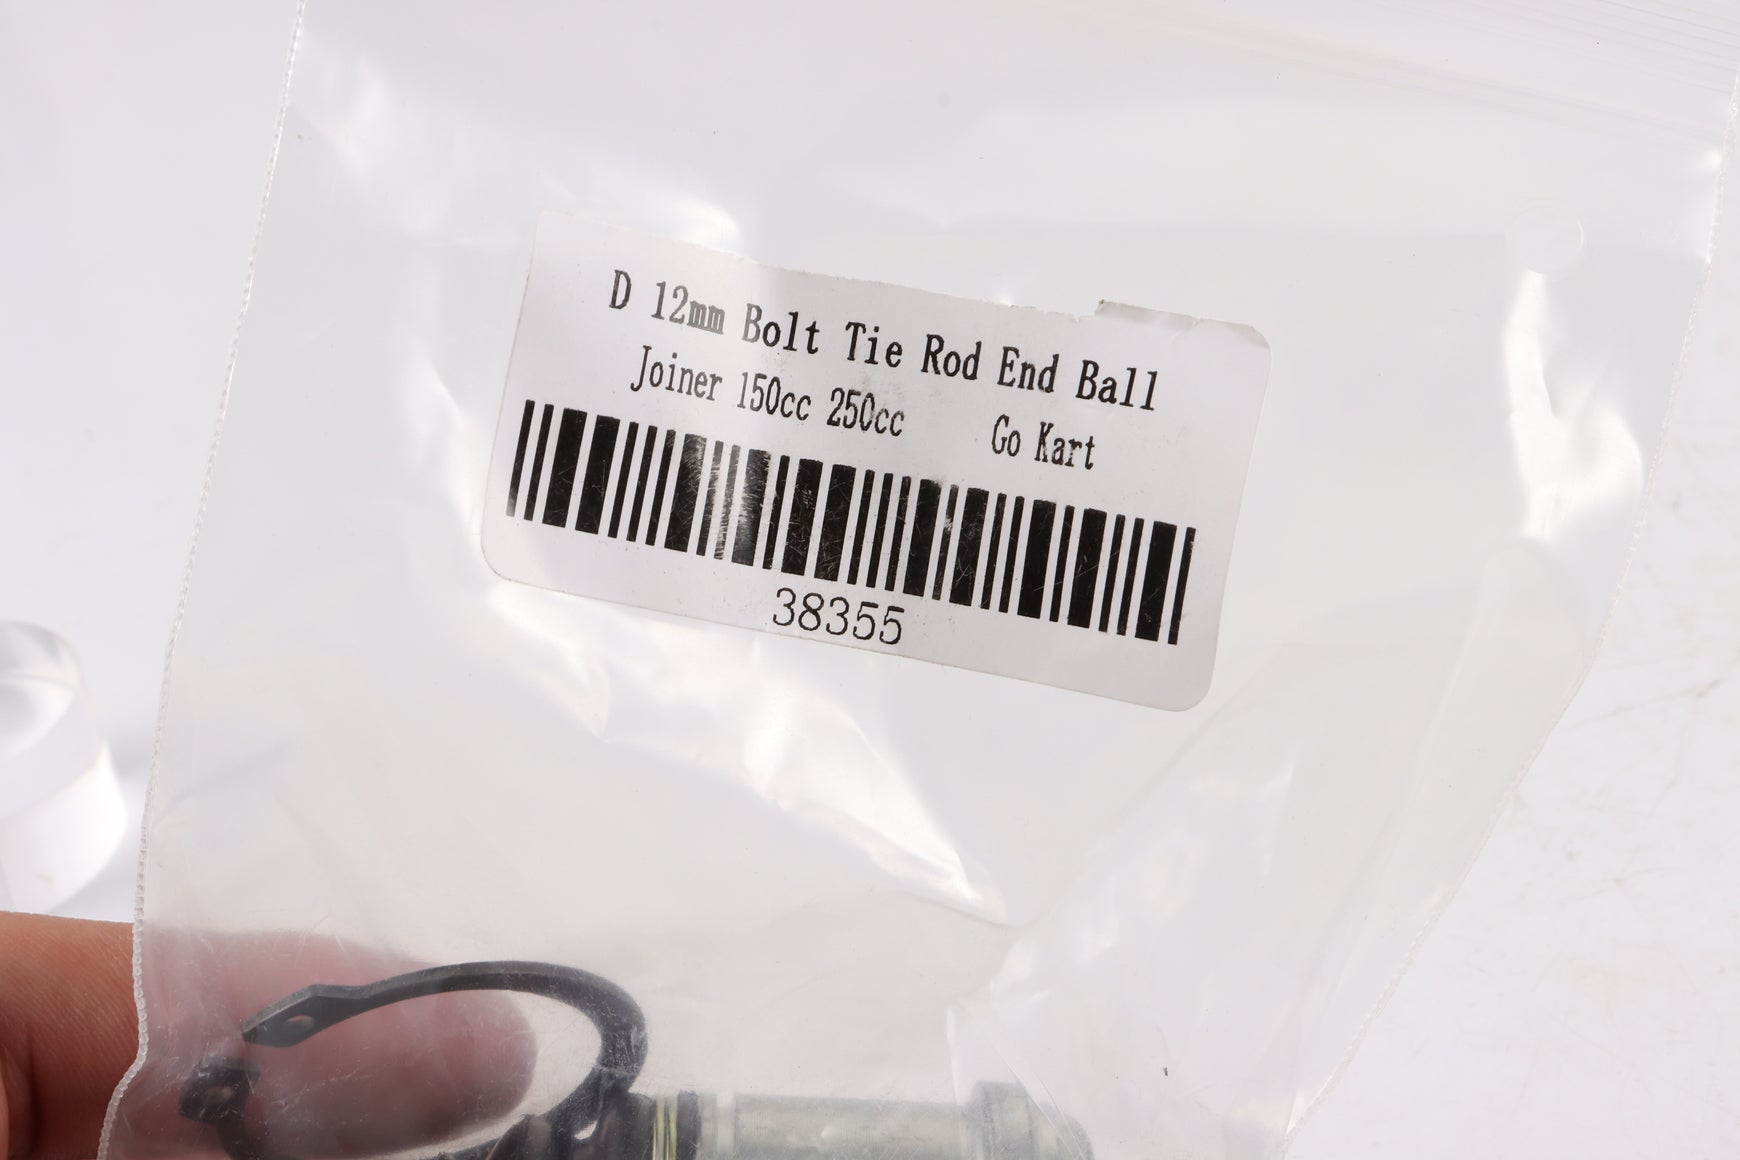 D 12mm Bolt Tie Rod End Ball
Joiner 150cc 250cc Go Kart
38355